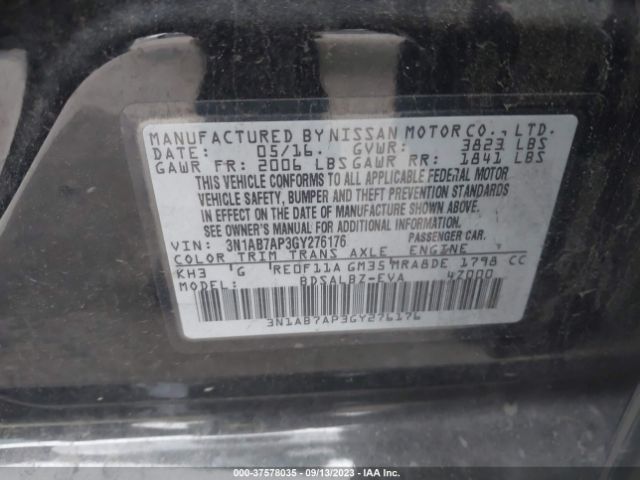 MANUFACTURED BY NISSAN MOTOR CO., LTD.
DATE: 05/16. GVWR: 3823 LBS
GAWR FR: 2006 LBS GAWR RR: 1841 LBS
THIS VEHICLE CONFORMS TO ALL APPLICABLE FEDERAL MOTOR
VEHICLE SAFETY, BUMPER AND THEFT PREVENTION STANDARDS
IN EFFECT ON THE DATE OF MANUFACTURE SHOWN ABOVE.
SEE OWNER'S MANUAL FOR ADDITIONAL INFORMATION.
VIN: 3N1AB7AP3GY276176 PASSENGER CAR.
COLOR TRIM TRANS AXLE ENGINE
KH3 G RE0F11A GM35 MRA8DE 1798 CC
MODEL: BDSALBZ-EVA 4Z000
3N1AB7AP3GY276176
000-37578035 - 09/13/2023 - IAA Inc.